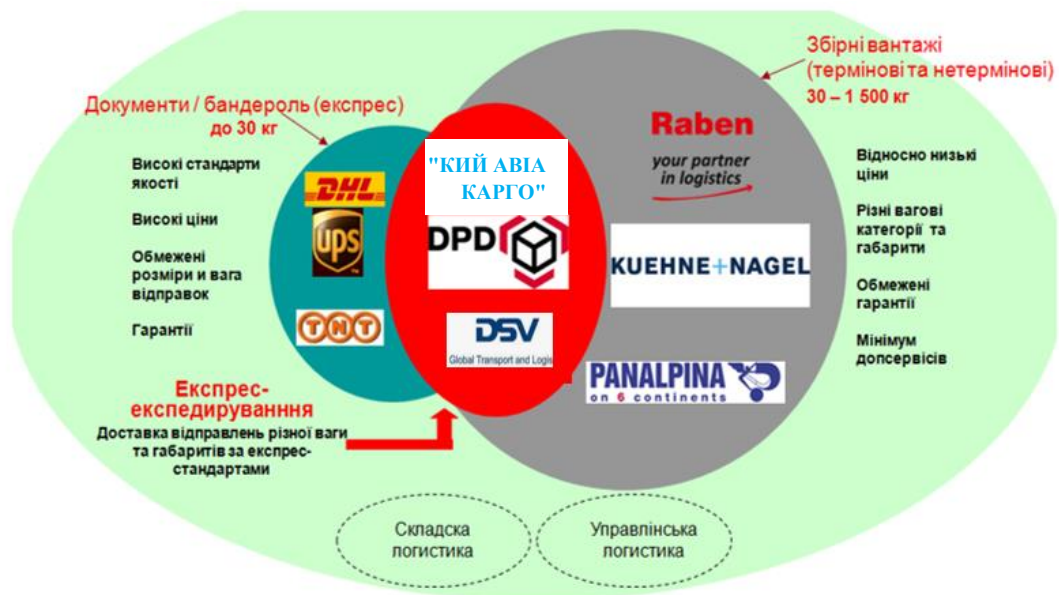 Збірні вантажі
(термінові та нетермінові)
30 – 1 500 кг
Документи / бандероль (експрес)
до 30 кг
Високі стандарти
якості
Високі ціни
Обмежені
розміри и вага
відправок
Гарантії
DHL
ups
TNT
"КИЙ АВІА
КАРГО"
DPD
DSV
Global Transport and Logis
Raben
your partner
in logistics
KUEHNE+NAGEL
PANALPINA
on 6 continents
Відносно низькі
ціни
Різні вагові
категорії та
габарити
Обмежені
гарантії
Мінімум
допсервісів
Експрес-
експедируванння
Доставка відправлень різної ваги
та габаритів за експрес-
стандартами
Складска
логистика
Управлінська
логистика